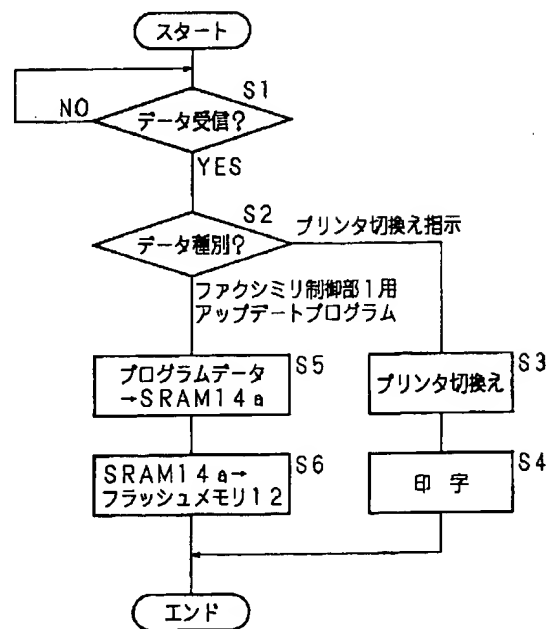 スタート
S1
NO
データ受信?
YES
S2
プリンタ切換え指示
データ種別?
ファクシミリ制御部1用
アップデートプログラム
プログラムデータ
→SRAM14a
S5
プリンタ切換え
S3
SRAM14a→
フラッシュメモリ12
S6
印 字
S4
エンド